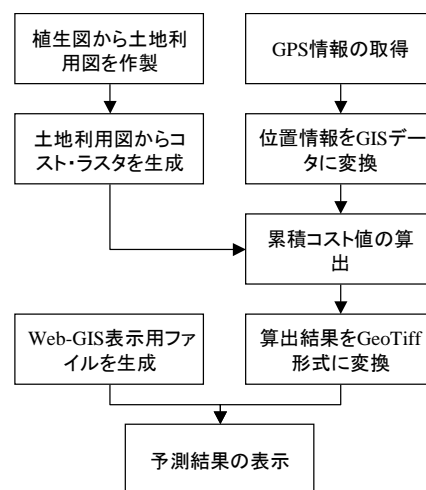 植生図から土地利
用図を作製
GPS情報の取得
土地利用図からコ
スト・ラスタを生成
位置情報をGISデー
タに変換
累積コスト値の算
出
Web-GIS表示用ファ
イルを生成
算出結果をGeoTiff
形式に変換
予測結果の表示